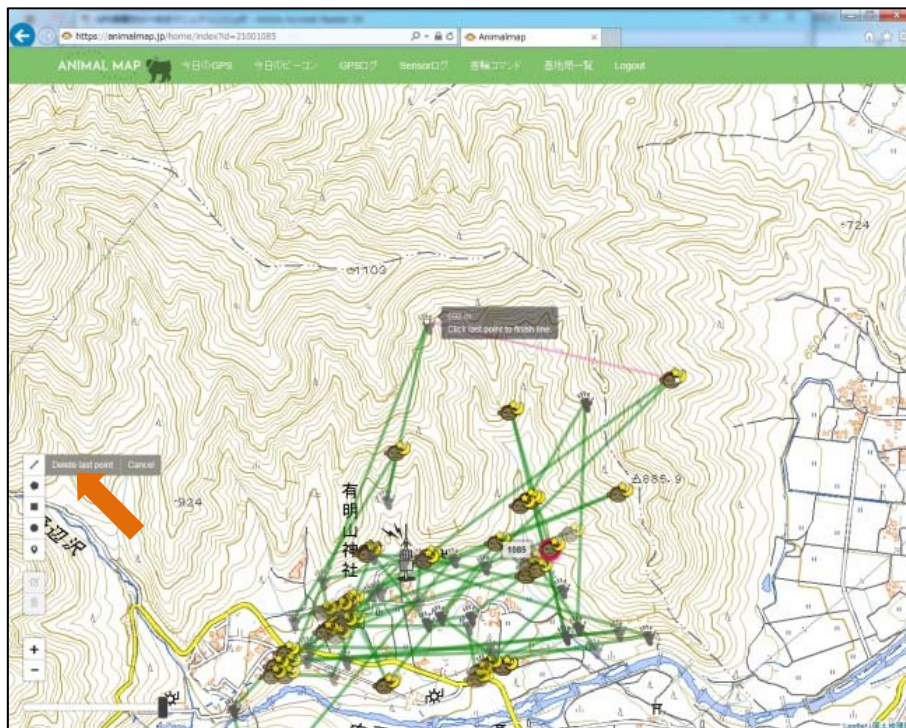 https://animalmap.jp/home/index?id=21001085
Animalmap
ANIMAL MAP
今日のGPS
今日のビーコン
GPSログ
Sensorログ
首輪コマンド
基地局一覧
Logout
724
1103
Click last point to finish line.
885.9
Delete last point
Cancel
924
有明山神社
1085
+
−